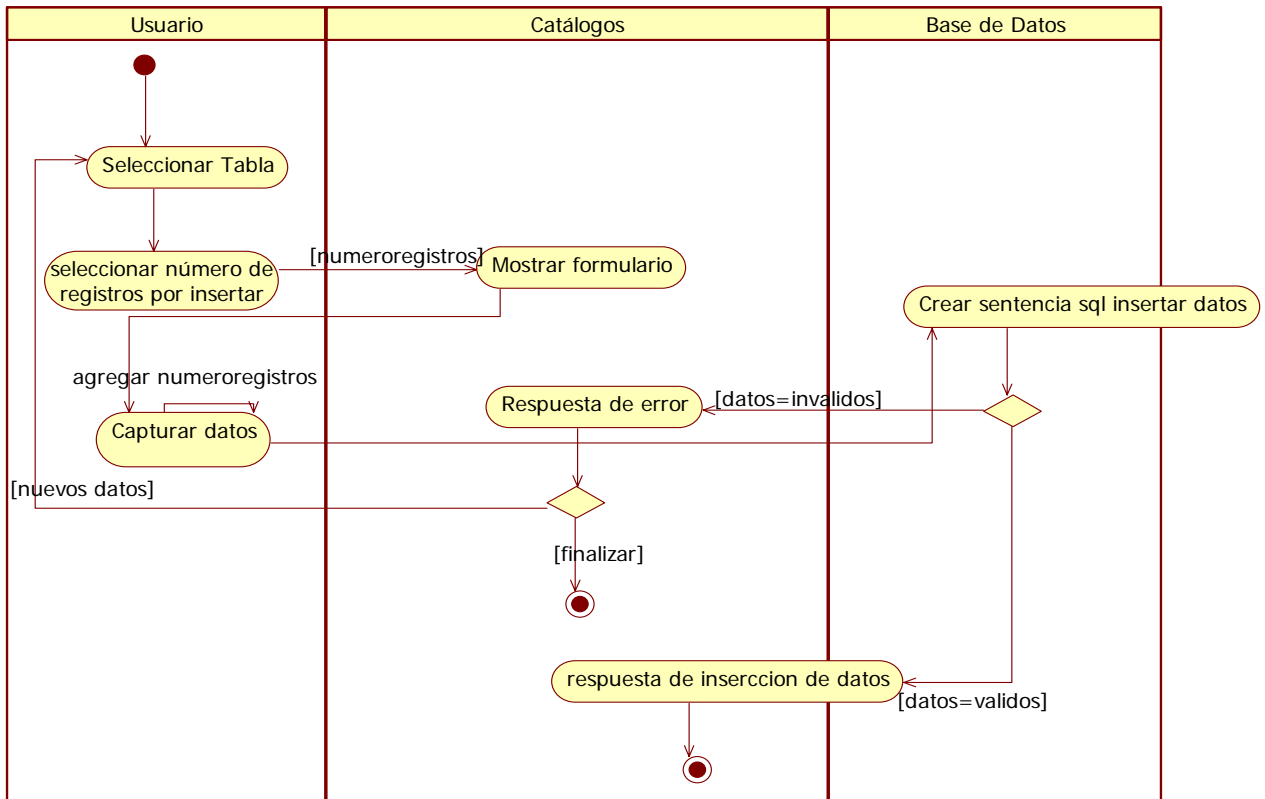 Usuario
Catálogos
Base de Datos
Seleccionar Tabla
seleccionar número de
registros por insertar
[numeroregistros]
Mostrar formulario
Crear sentencia sql insertar datos
agregar numeroregistros
Capturar datos
Respuesta de error
[datos=invalidos]
[nuevos datos]
[finalizar]
respuesta de inserccion de datos
[datos=validos]